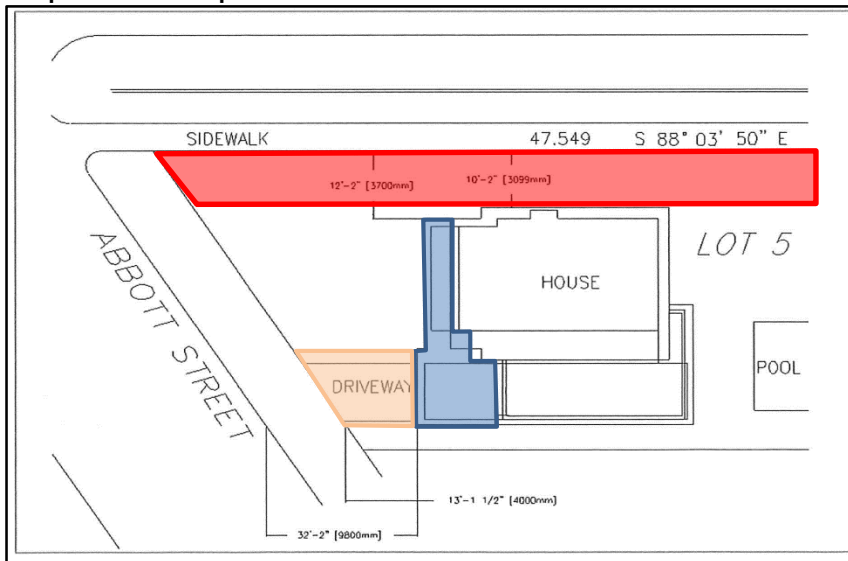 SIDEWALK 47.549 S 88° 03' 50" E
12'-2" [3700mm] 10'-2" [3099mm]
ABBOTT STREET
LOT 5
HOUSE
DRIVEWAY
POOL
13'-1 1/2" [4000mm]
32'-2" [9800mm]